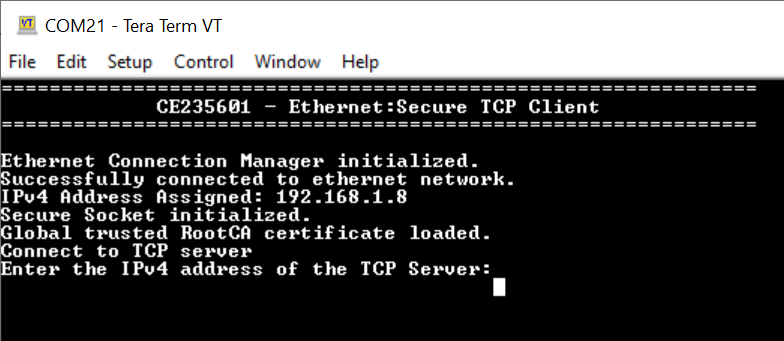 VT COM21 - Tera Term VT
File Edit Setup Control Window Help
===============================================================
CE235601 - Ethernet:Secure TCP Client
===============================================================
Ethernet Connection Manager initialized.
Successfully connected to ethernet network.
IPv4 Address Assigned: 192.168.1.8
Secure Socket initialized.
Global trusted RootCA certificate loaded.
Connect to TCP server
Enter the IPv4 address of the TCP Server: